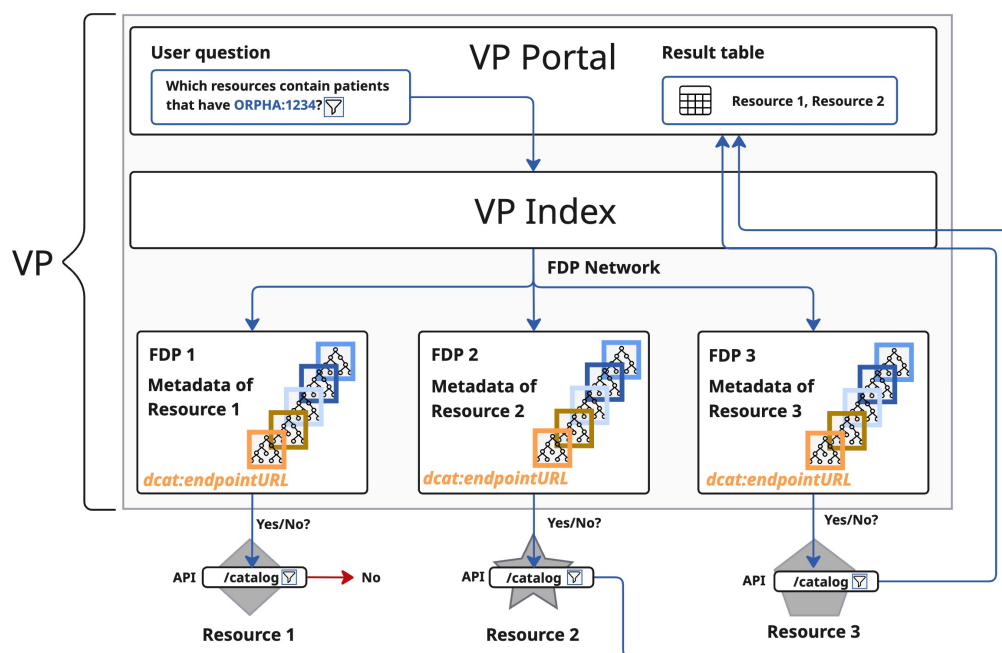 VP
VP Portal
User question
Which resources contain patients
that have ORPHA:1234?
Result table
Resource 1, Resource 2
VP Index
FDP Network
FDP 1
Metadata of
Resource 1
dcat:endpointURL
FDP 2
Metadata of
Resource 2
dcat:endpointURL
FDP 3
Metadata of
Resource 3
dcat:endpointURL
Yes/No?
Yes/No?
Yes/No?
API
/catalog
No
API
/catalog
API
/catalog
Resource 1
Resource 2
Resource 3